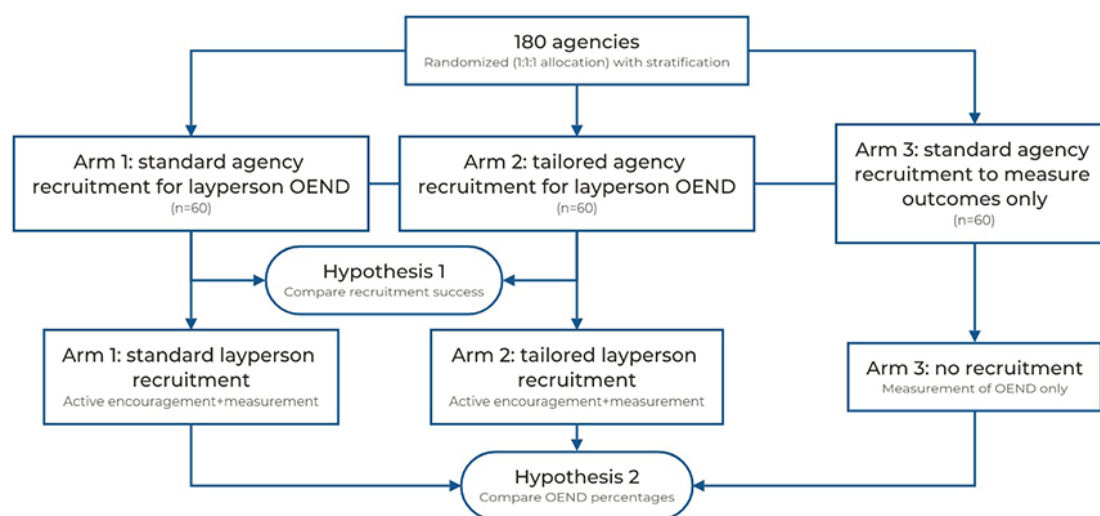 180 agencies
Randomized (1:1:1 allocation) with stratification
Arm 1: standard agency
recruitment for layperson OEND
(n=60)
Arm 2: tailored agency
recruitment for layperson OEND
(n=60)
Arm 3: standard agency
recruitment to measure
outcomes only
(n=60)
Hypothesis 1
Compare recruitment success
Arm 1: standard layperson
recruitment
Active encouragement+measurement
Arm 2: tailored layperson
recruitment
Active encouragement+measurement
Arm 3: no recruitment
Measurement of OEND only
Hypothesis 2
Compare OEND percentages